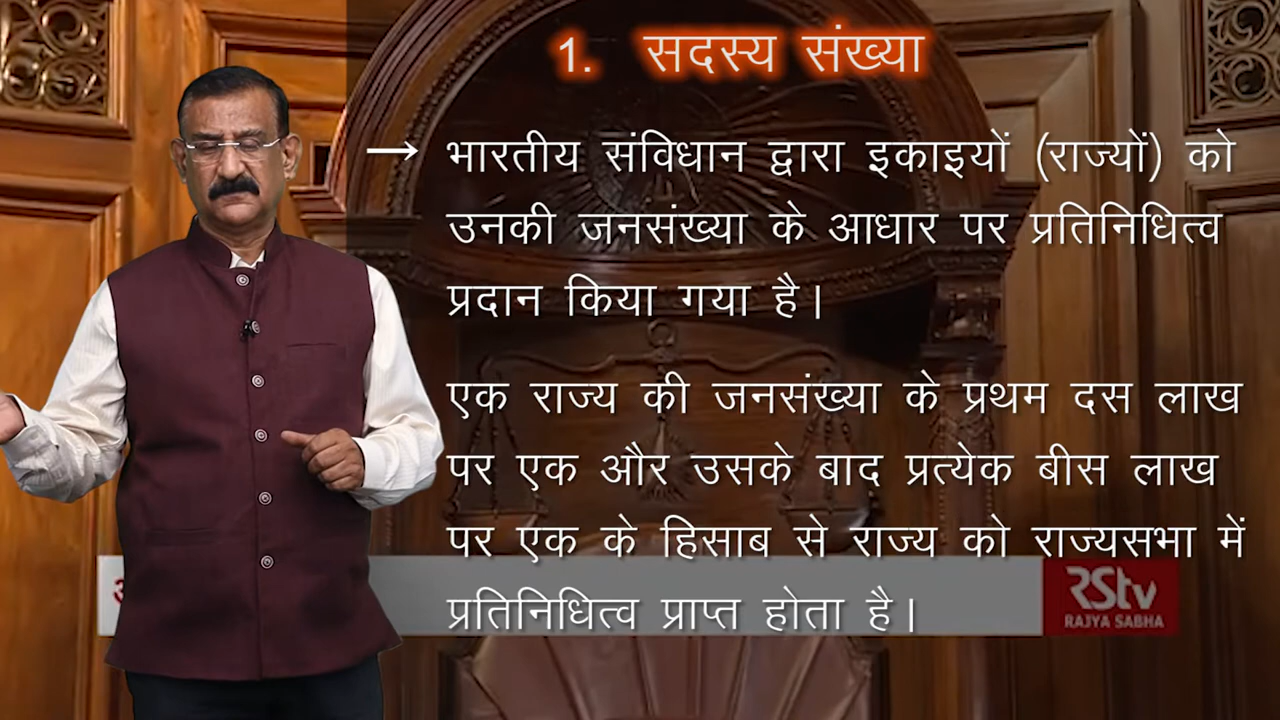 1. सदस्य संख्या
→ भारतीय संविधान द्वारा इकाइयों (राज्यों) को
उनकी जनसंख्या के आधार पर प्रतिनिधित्व
प्रदान किया गया है।
एक राज्य की जनसंख्या के प्रथम दस लाख
पर एक और उसके बाद प्रत्येक बीस लाख
पर एक के हिसाब से राज्य को राज्यसभा में
प्रतिनिधित्व प्राप्त होता है।
RStv
RAJYA SABHA